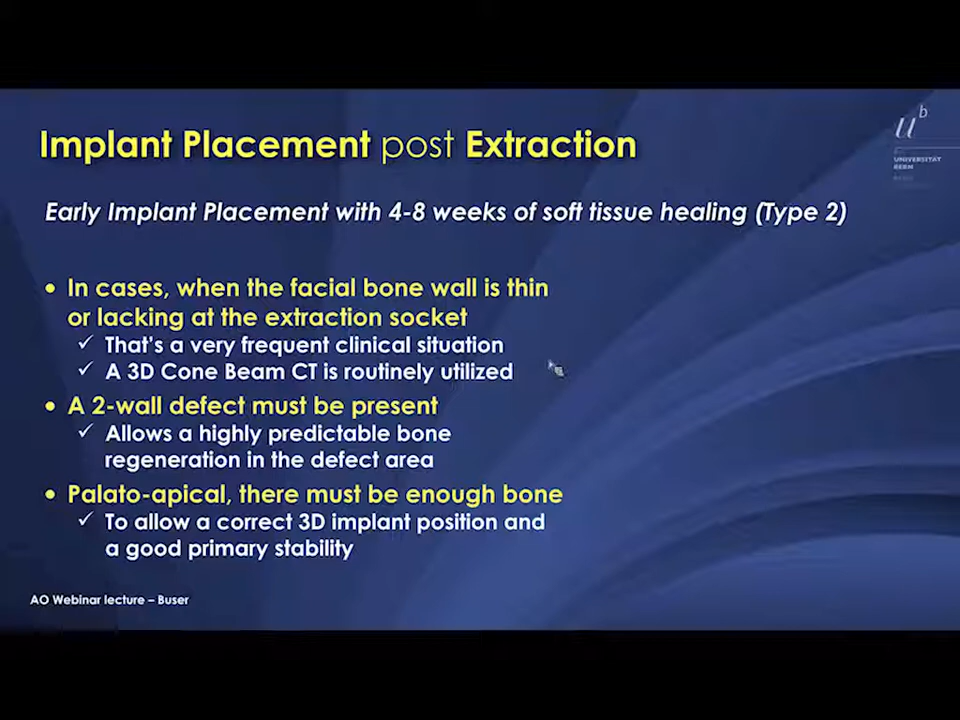 Implant Placement post Extraction
u
b
UNIVERSITÄT
BERN
Early Implant Placement with 4-8 weeks of soft tissue healing (Type 2)
• In cases, when the facial bone wall is thin
or lacking at the extraction socket
✓ That's a very frequent clinical situation
✓ A 3D Cone Beam CT is routinely utilized
• A 2-wall defect must be present
✓ Allows a highly predictable bone
regeneration in the defect area
• Palato-apical, there must be enough bone
✓ To allow a correct 3D implant position and
a good primary stability
AO Webinar lecture – Buser